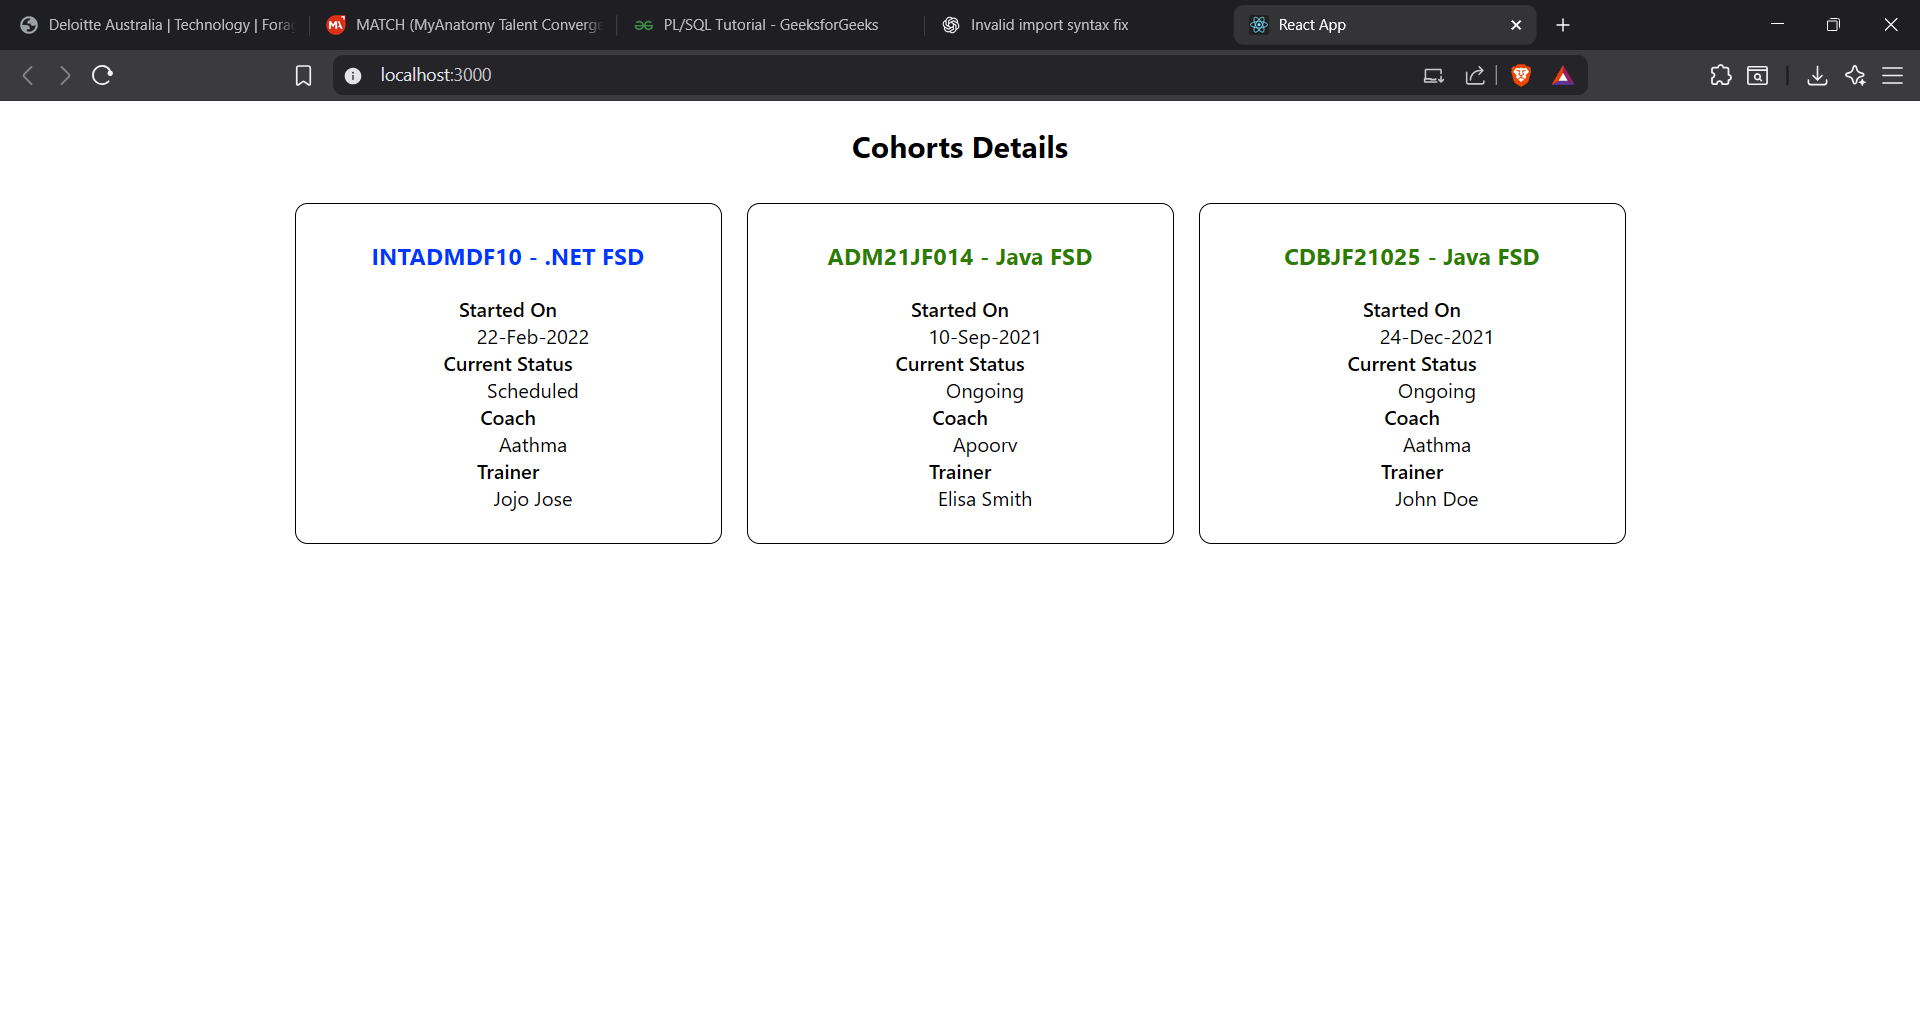 Deloitte Australia | Technology | Forag
MATCH (MyAnatomy Talent Converge
PL/SQL Tutorial - GeeksforGeeks
Invalid import syntax fix
React App
localhost:3000
Cohorts Details
INTADMDF10 - .NET FSD
Started On
22-Feb-2022
Current Status
Scheduled
Coach
Aathma
Trainer
Jojo Jose
ADM21JF014 - Java FSD
Started On
10-Sep-2021
Current Status
Ongoing
Coach
Apoorv
Trainer
Elisa Smith
CDBJF21025 - Java FSD
Started On
24-Dec-2021
Current Status
Ongoing
Coach
Aathma
Trainer
John Doe